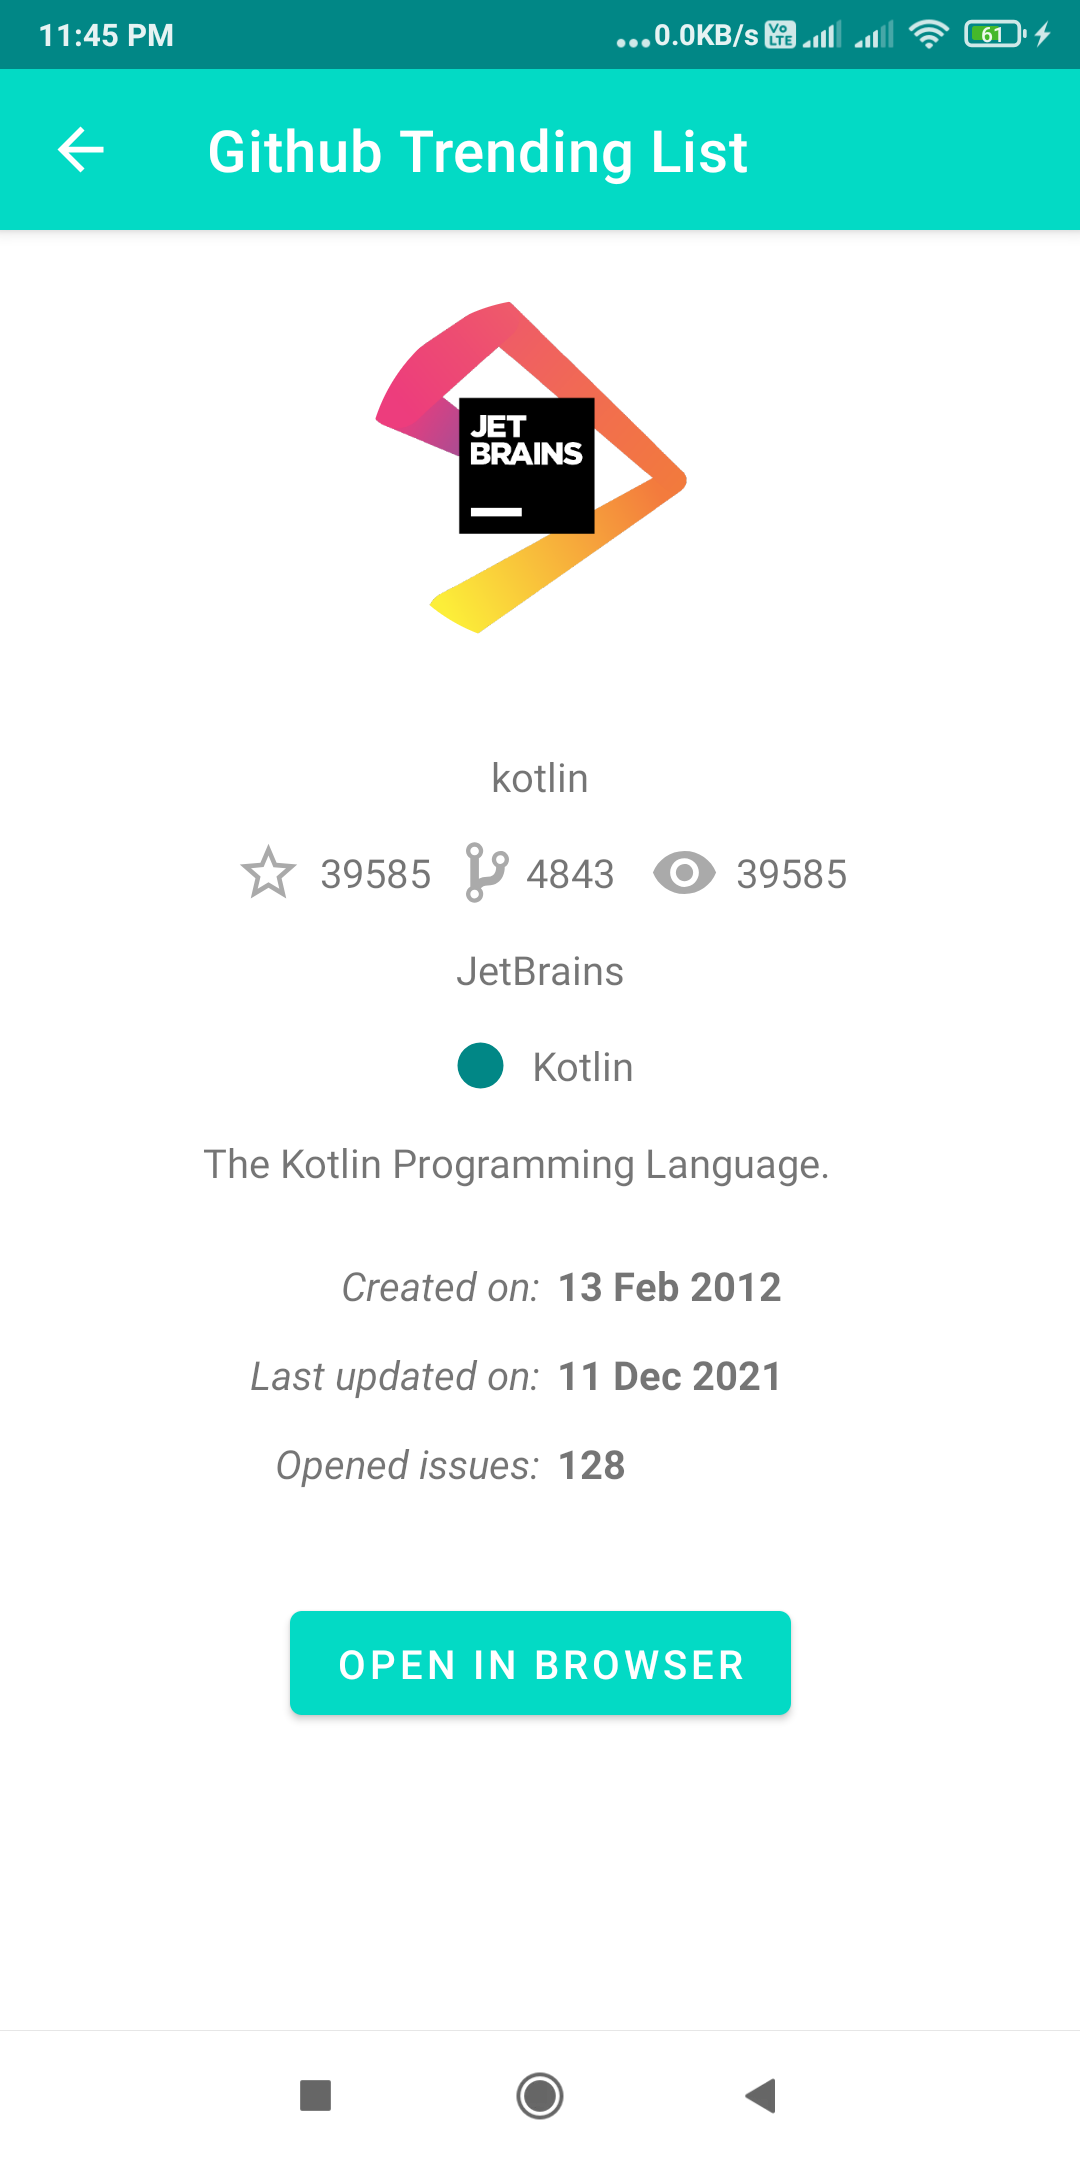 11:45 PM ...0.0KB/s Vo LTE 61
Github Trending List
JET
BRAINS
kotlin
39585 4843 39585
JetBrains
Kotlin
The Kotlin Programming Language.
Created on: 13 Feb 2012
Last updated on: 11 Dec 2021
Opened issues: 128
OPEN IN BROWSER